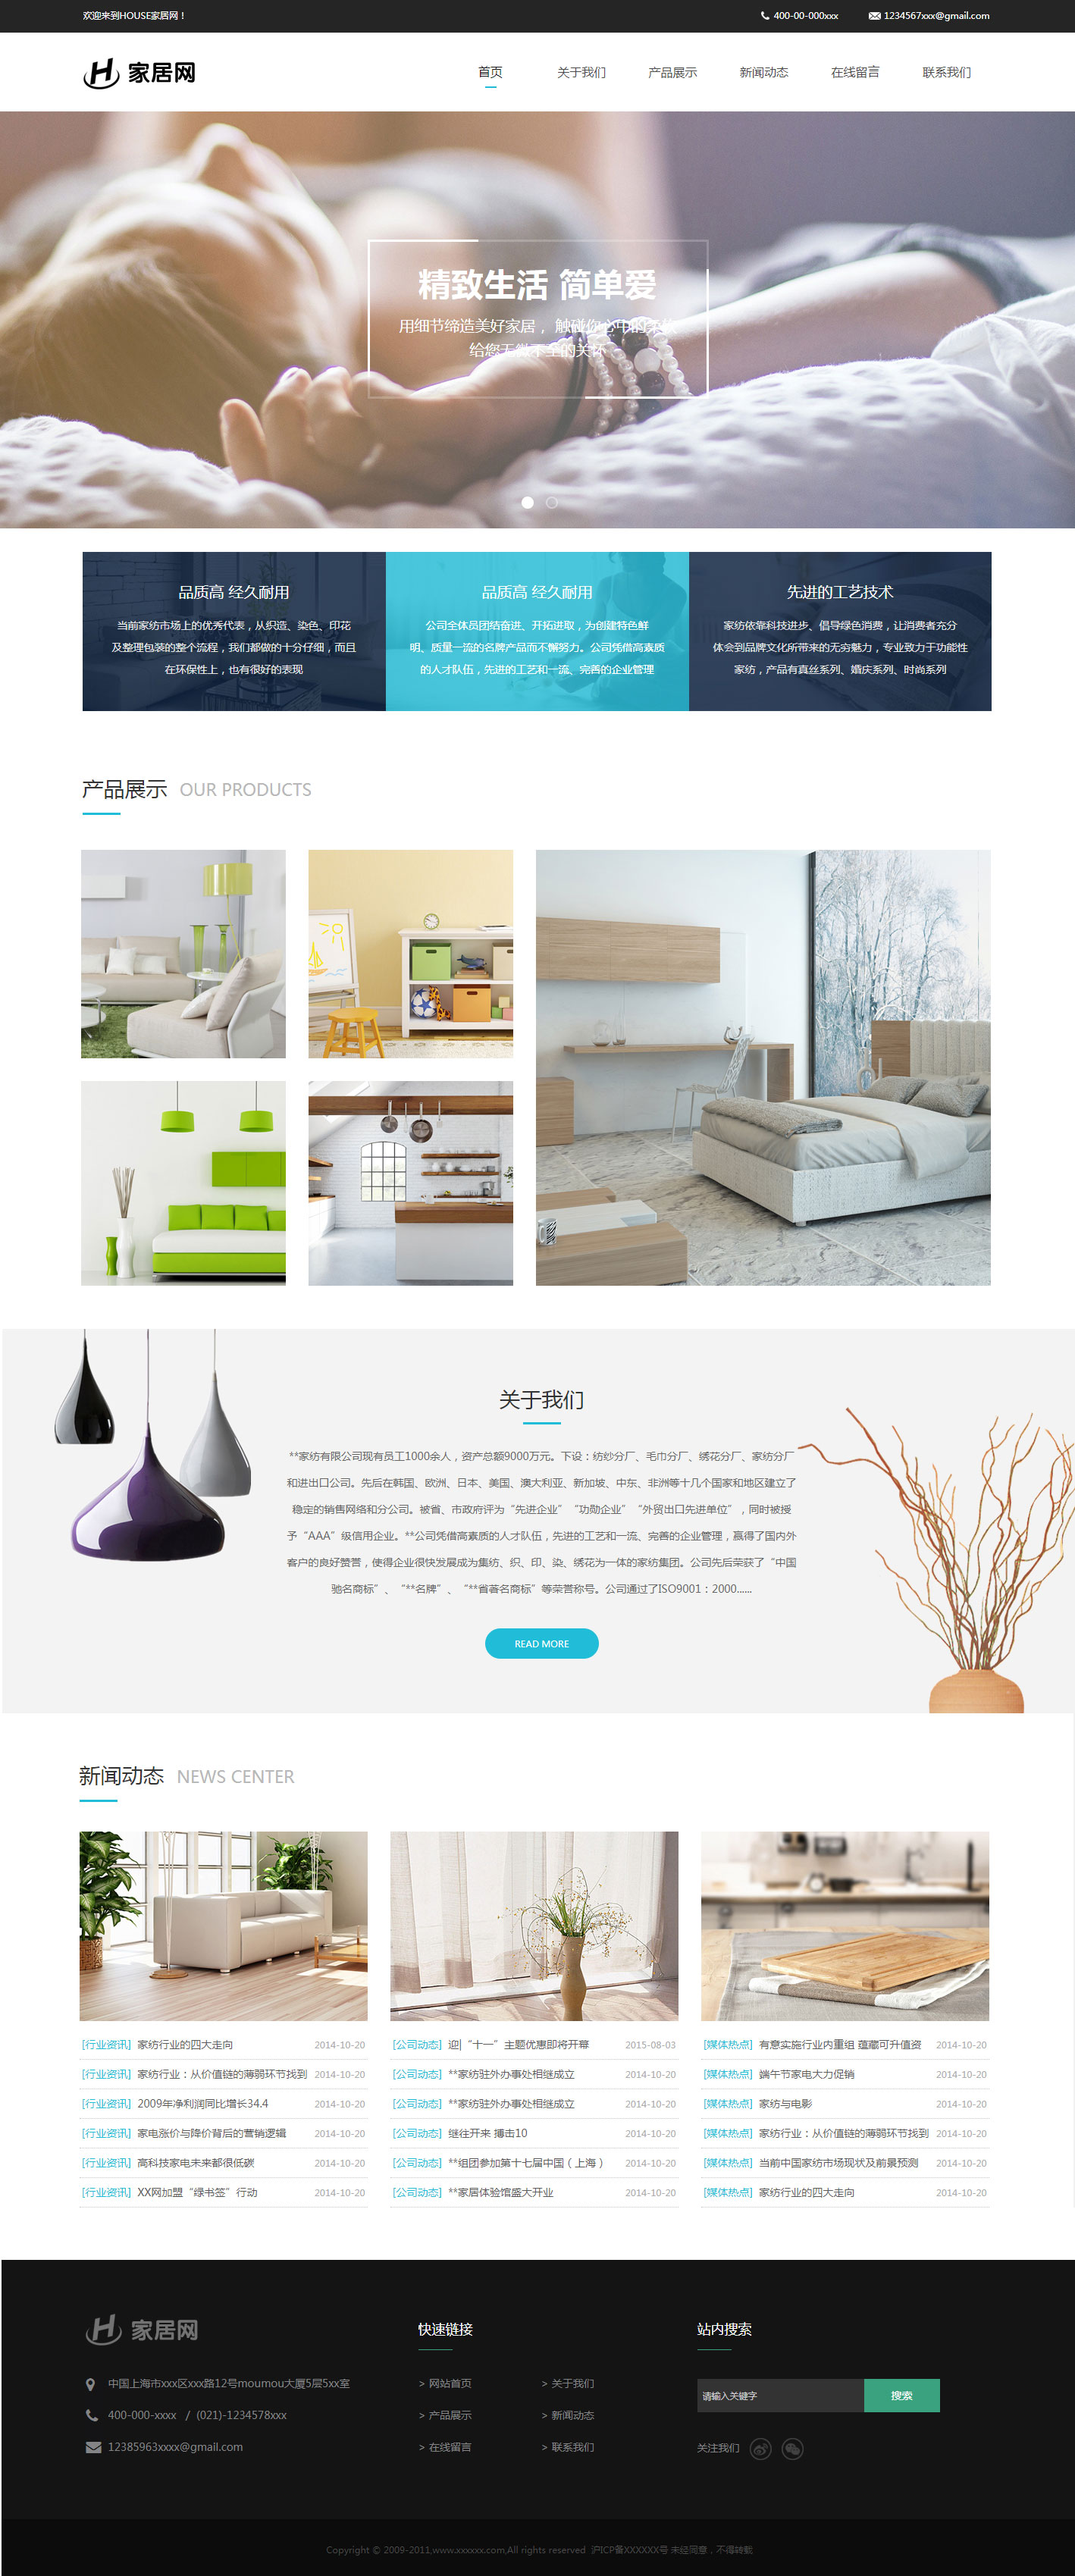 欢迎来到HOUSE家居网！
400-00-000xxx
1234567xxx@gmail.com
家居网
首页 关于我们 产品展示 新闻动态 在线留言 联系我们
精致生活 简单爱
用细节缔造美好家居， 触碰你心中的柔软
给您无微不至的关怀
品质高 经久耐用
当前家纺市场上的优秀代表，从织造、染色、印花
及整理包装的整个流程，我们都做的十分仔细，而且
在环保性上，也有很好的表现
品质高 经久耐用
公司全体员团结奋进、开拓进取，为创建特色鲜
明、质量一流的名牌产品而不懈努力。公司凭借高素质
的人才队伍，先进的工艺和一流、完善的企业管理
先进的工艺技术
家纺依靠科技进步、倡导绿色消费，让消费者充分
体会到品牌文化所带来的无穷魅力，专业致力于功能性
家纺，产品有真丝系列、婚庆系列、时尚系列
产品展示 OUR PRODUCTS
关于我们
**家纺有限公司现有员工1000余人，资产总额9000万元。下设：纺纱分厂、毛巾分厂、绣花分厂、家纺分厂
和进出口公司。先后在韩国、欧洲、日本、美国、澳大利亚、新加坡、中东、非洲等十几个国家和地区建立了
稳定的销售网络和分公司。被省、市政府评为“先进企业”“功勋企业”“外贸出口先进单位”，同时被授
予“AAA”级信用企业。**公司凭借高素质的人才队伍，先进的工艺和一流、完善的企业管理，赢得了国内外
客户的良好赞誉，使得企业很快发展成为集纺、织、印、染、绣花为一体的家纺集团。公司先后荣获了“中国
驰名商标”、“**名牌”、“**省著名商标”等荣誉称号。公司通过了ISO9001：2000......
READ MORE
新闻动态 NEWS CENTER
[行业资讯] 家纺行业的四大走向 2014-10-20
[行业资讯] 家纺行业：从价值链的薄弱环节找到 2014-10-20
[行业资讯] 2009年净利润同比增长34.4 2014-10-20
[行业资讯] 家电涨价与降价背后的营销逻辑 2014-10-20
[行业资讯] 高科技家电未来都很低碳 2014-10-20
[行业资讯] XX网加盟“绿书签”行动 2014-10-20
[公司动态] 迎|“十一”主题优惠即将开幕 2015-08-03
[公司动态] **家纺驻外办事处相继成立 2014-10-20
[公司动态] **家纺驻外办事处相继成立 2014-10-20
[公司动态] 继往开来 搏击10 2014-10-20
[公司动态] **组团参加第十七届中国（上海） 2014-10-20
[公司动态] **家居体验馆盛大开业 2014-10-20
[媒体热点] 有意实施行业内重组 蕴藏可升值资 2014-10-20
[媒体热点] 端午节家电大力促销 2014-10-20
[媒体热点] 家纺与电影 2014-10-20
[媒体热点] 家纺行业：从价值链的薄弱环节找到 2014-10-20
[媒体热点] 当前中国家纺市场现状及前景预测 2014-10-20
[媒体热点] 家纺行业的四大走向 2014-10-20
家居网
中国上海市xxx区xxx路12号moumou大厦5层5xx室
400-000-xxxx / (021)-1234578xxx
12385963xxxx@gmail.com
快速链接
> 网站首页 > 关于我们
> 产品展示 > 新闻动态
> 在线留言 > 联系我们
站内搜索
请输入关键字 搜索
关注我们
Copyright © 2009-2011,www.xxxxxx.com,All rights reserved 沪ICP备XXXXXX号 未经同意，不得转载